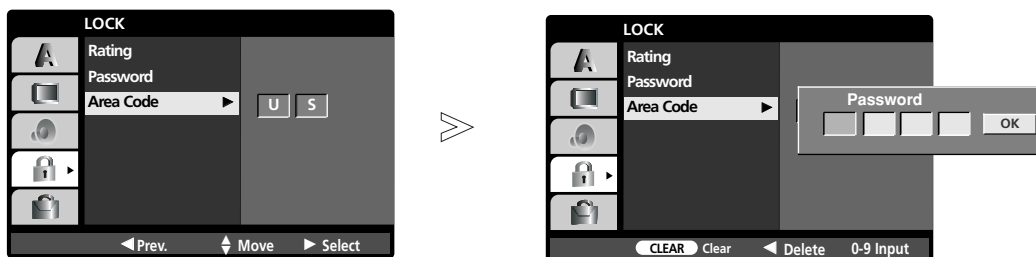 LOCK
Rating
Password
Area Code
U S
Prev. Move Select
LOCK
Rating
Password
Area Code
Password
OK
CLEAR Clear Delete 0-9 Input